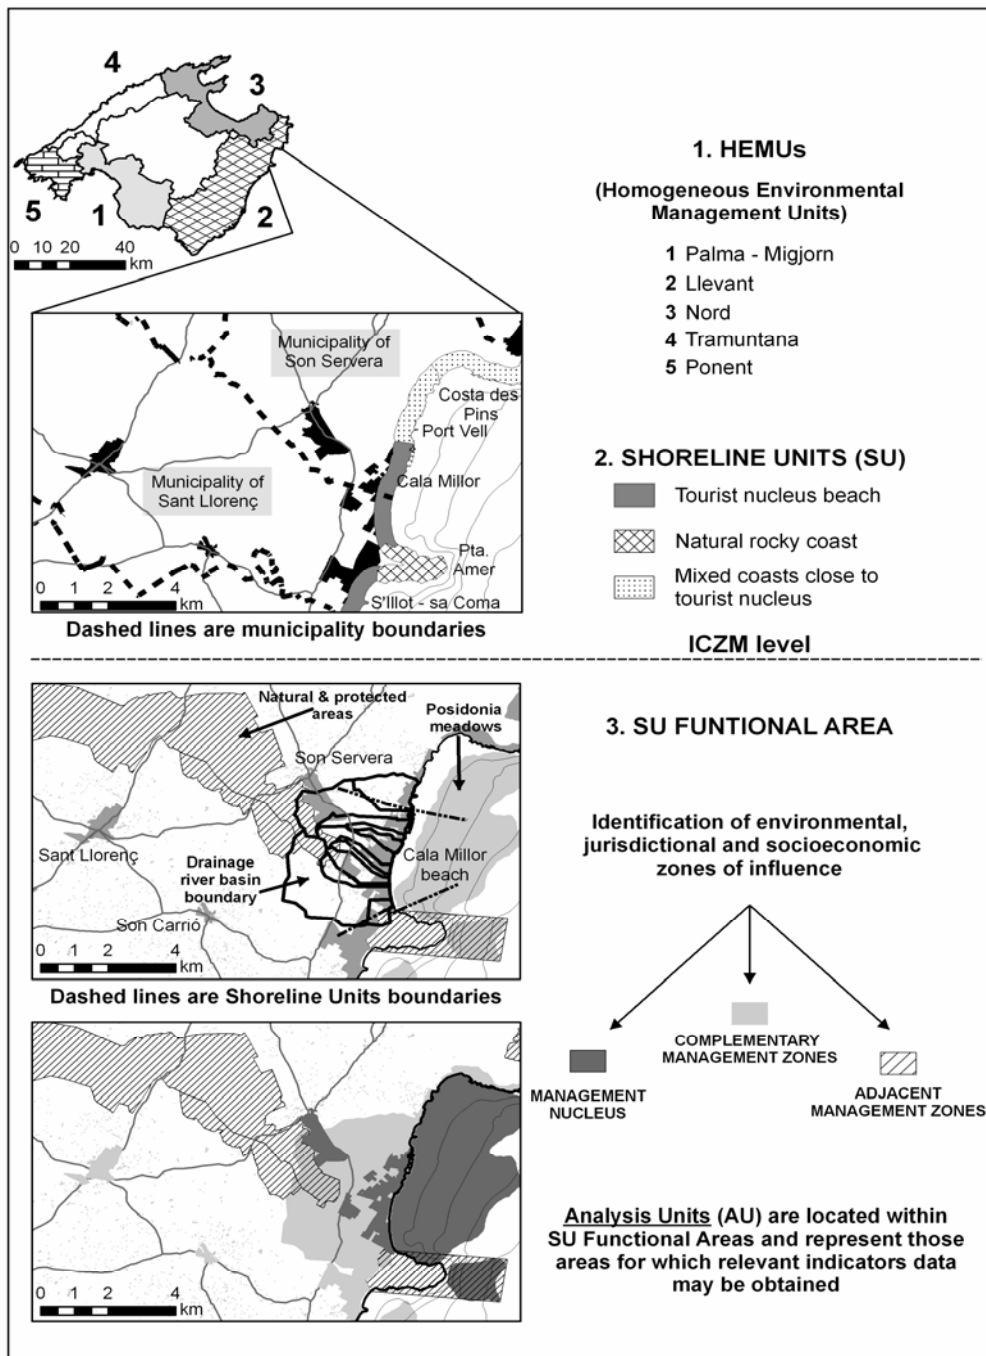 4
3
5
1
2
0 10 20 40
km
1. HEMUs
(Homogeneous Environmental
Management Units)
1 Palma - Migjorn
2 Llevant
3 Nord
4 Tramuntana
5 Ponent
Municipality of
Son Servera
Costa des
Pins
Port Vell
Cala Millor
Municipality of
Sant Llorenç
Pta.
Amer
S'Illot - sa Coma
0 1 2 4
km
Dashed lines are municipality boundaries
2. SHORELINE UNITS (SU)
Tourist nucleus beach
Natural rocky coast
Mixed coasts close to
tourist nucleus
ICZM level
Natural & protected
areas
Posidonia
meadows
Son Servera
Sant Llorenç
Drainage
river basin
boundary
Cala Millor
beach
Son Carrió
0 1 2 4
km
Dashed lines are Shoreline Units boundaries
3. SU FUNTIONAL AREA
Identification of environmental,
jurisdictional and socioeconomic
zones of influence
COMPLEMENTARY
MANAGEMENT ZONES
MANAGEMENT
NUCLEUS
ADJACENT
MANAGEMENT ZONES
0 1 2 4
km
Analysis Units (AU) are located within
SU Functional Areas and represent those
areas for which relevant indicators data
may be obtained